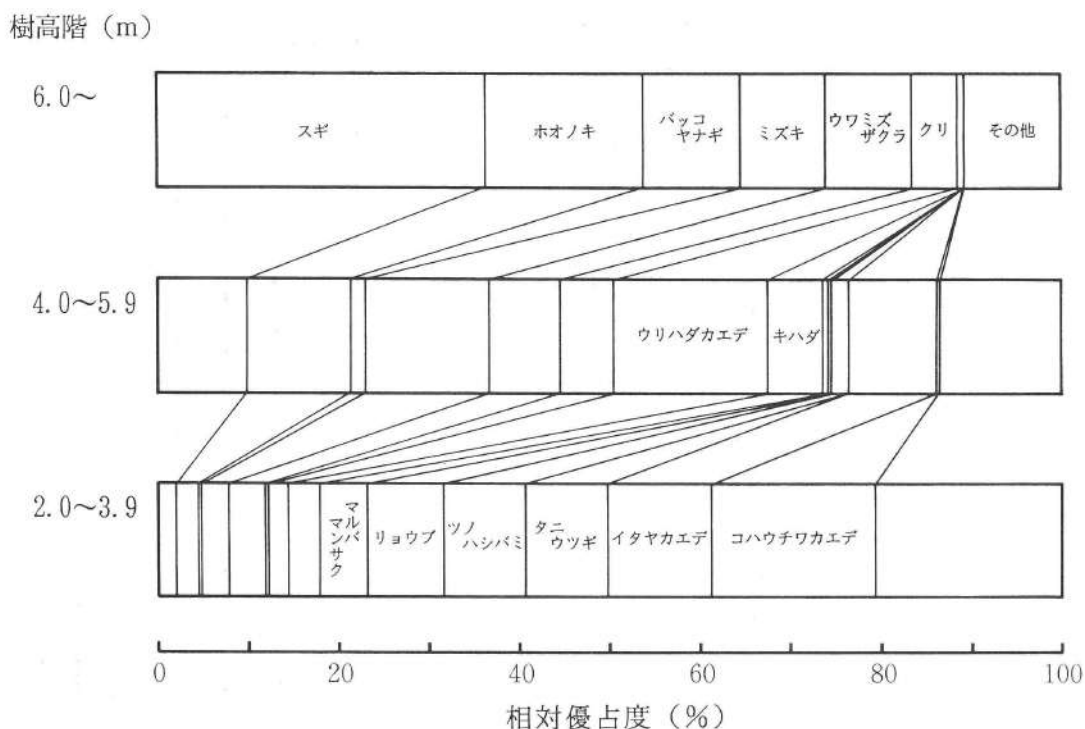 樹高階（m）
6.0～
スギ
ホオノキ
バッコ
ヤナギ
ミズキ
ウワミズ
ザクラ
クリ
その他
4.0～5.9
ウリハダカエデ
キハダ
2.0～3.9
マルバ
マンサク
リョウブ
ツノ
ハシバミ
タニ
ウツギ
イタヤカエデ
コハウチワカエデ
0 20 40 60 80 100
相対優占度（%）